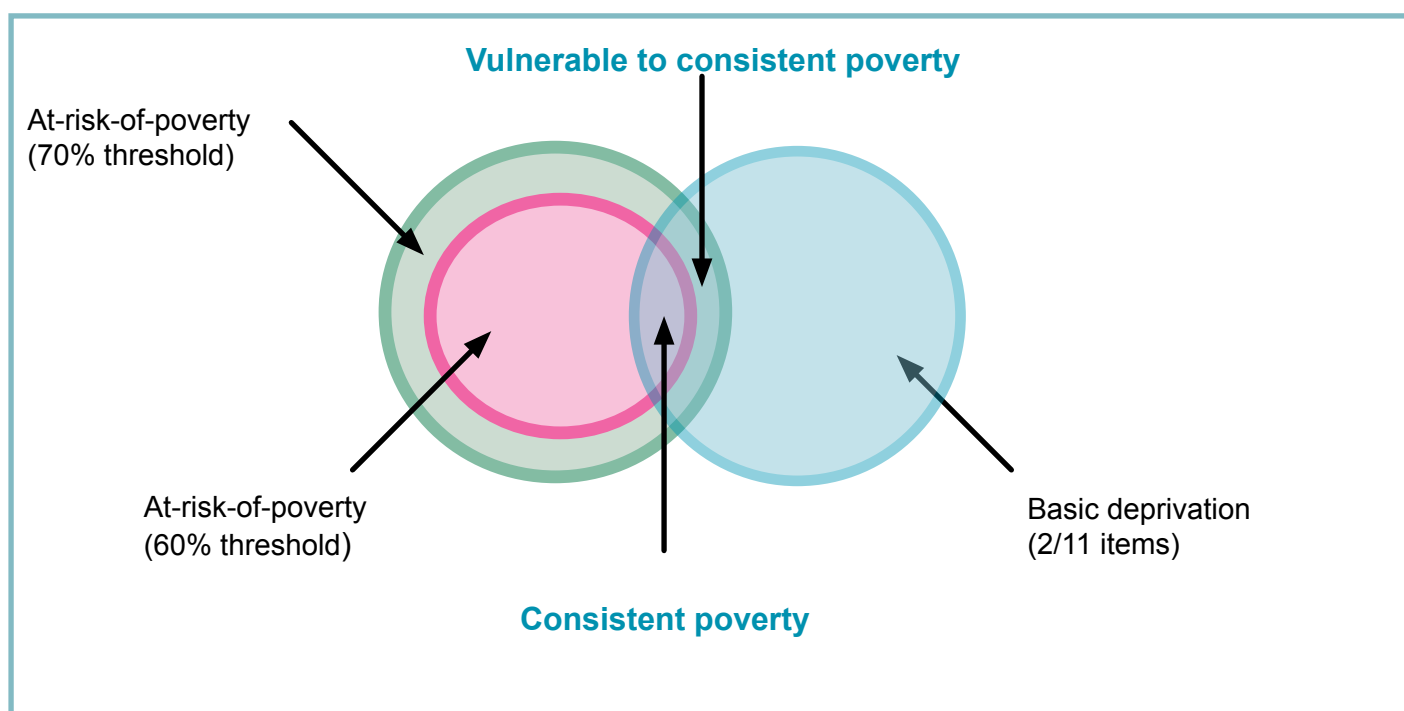 Vulnerable to consistent poverty
At-risk-of-poverty
(70% threshold)
At-risk-of-poverty
(60% threshold)
Basic deprivation
(2/11 items)
Consistent poverty